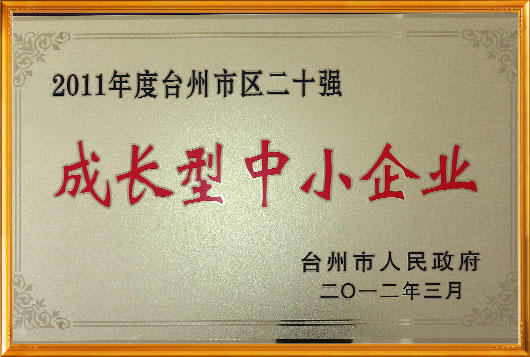 2011年度台州市区二十强
成长型中小企业
台州市人民政府
二〇一二年三月